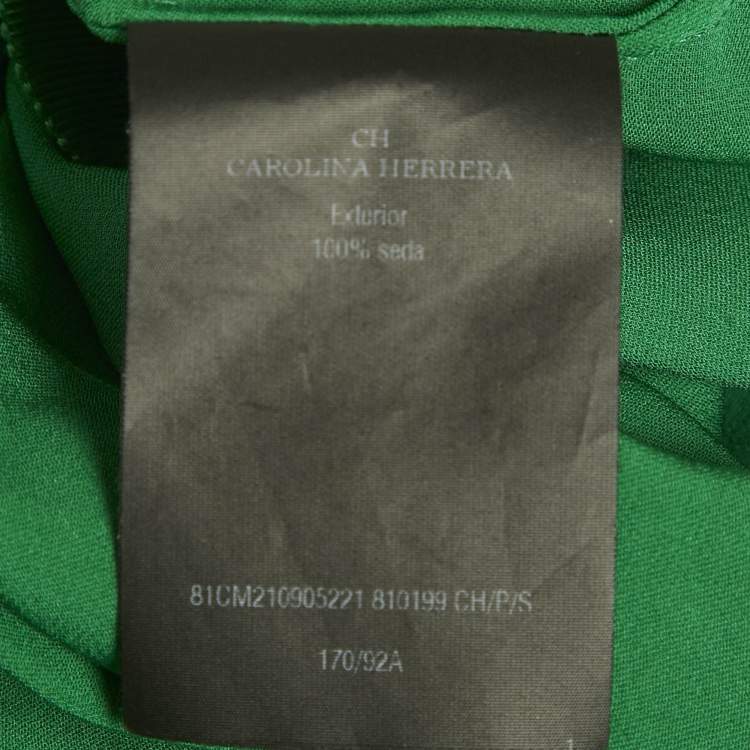 CH
CAROLINA HERRERA
Exterior
100% seda
81CM210905221 810199 CH/P/S
170/92A